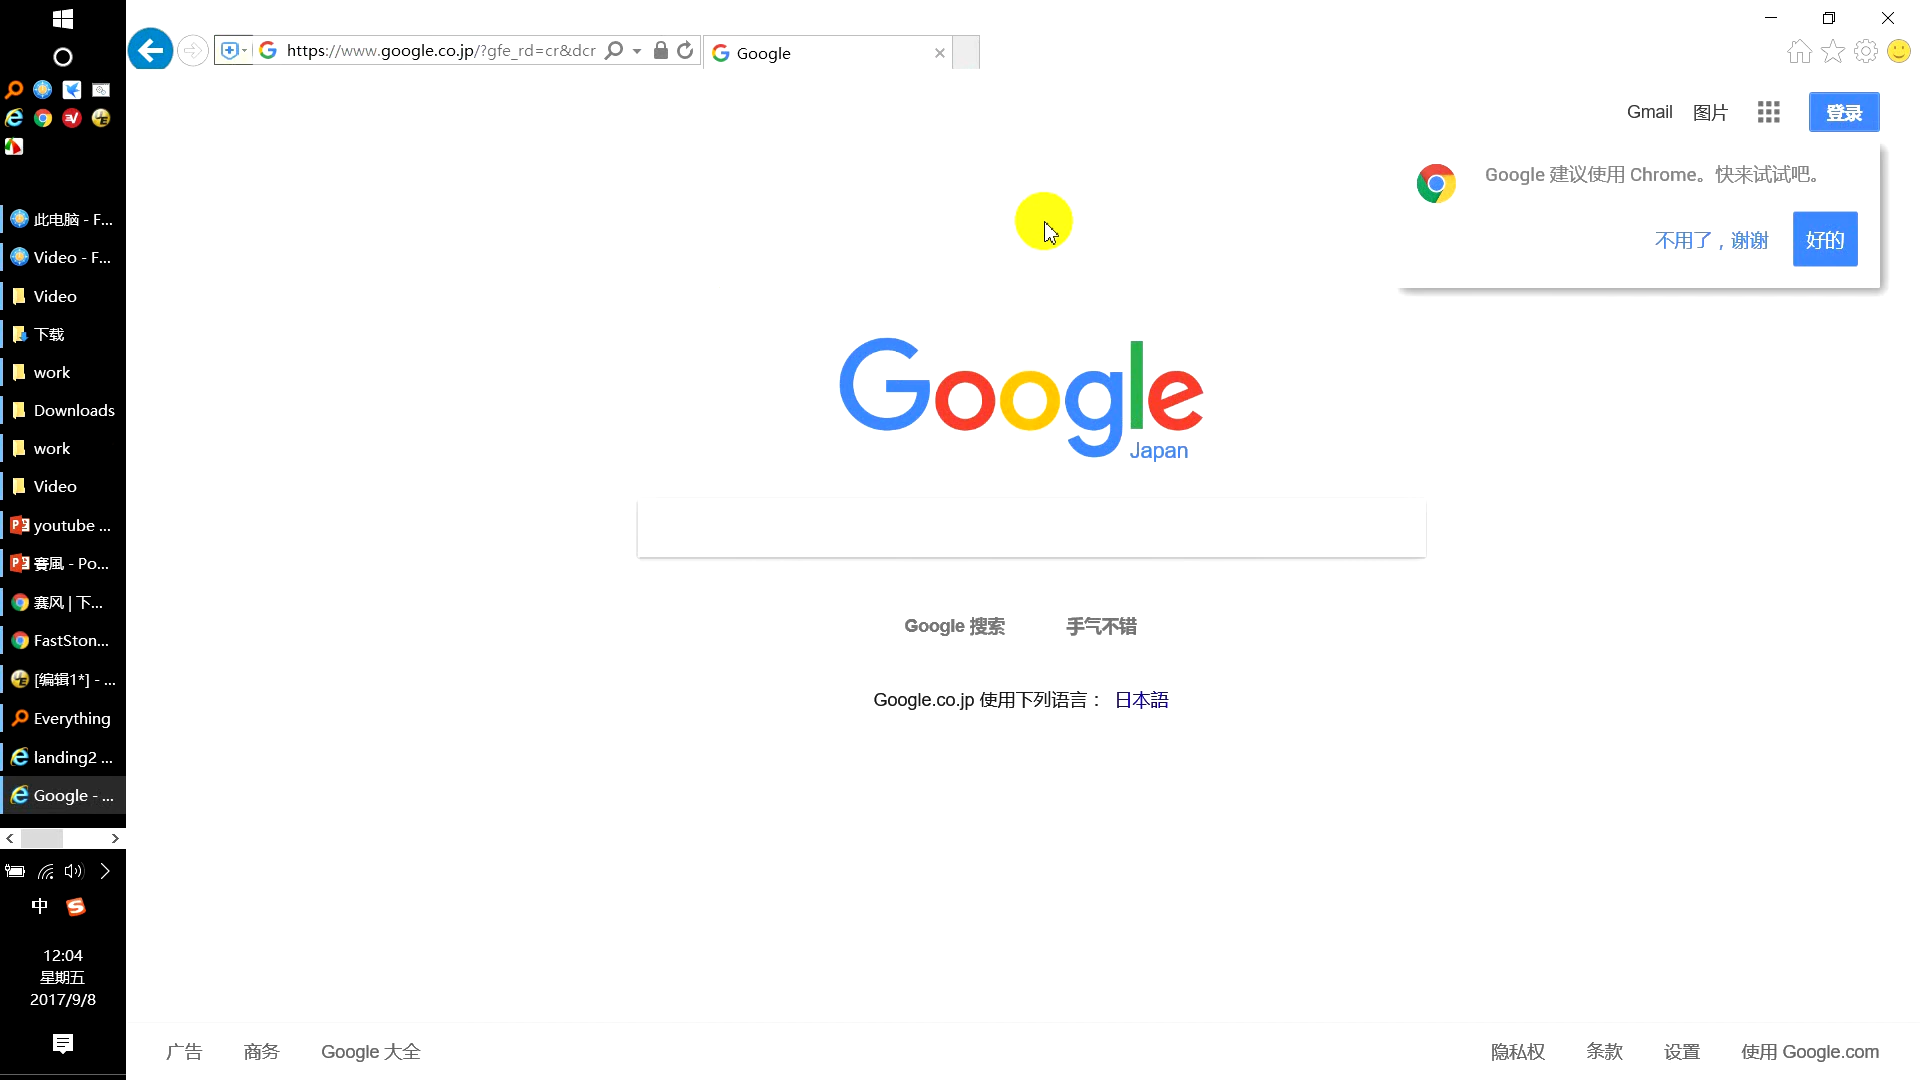 https://www.google.co.jp/?gfe_rd=cr&dcr
Google
Gmail
图片
登录
Google 建议使用 Chrome。快来试试吧。
不用了，谢谢
好的
Google
Japan
Google 搜索
手气不错
Google.co.jp 使用下列语言： 日本語
广告
商务
Google 大全
隐私权
条款
设置
使用 Google.com
此电脑 - F...
Video - F...
Video
下载
work
Downloads
work
Video
youtube ...
賽風 - Po...
赛风 | 下...
FastSton...
[编辑1*] - ...
Everything
landing2 ...
Google - ...
中
12:04
星期五
2017/9/8